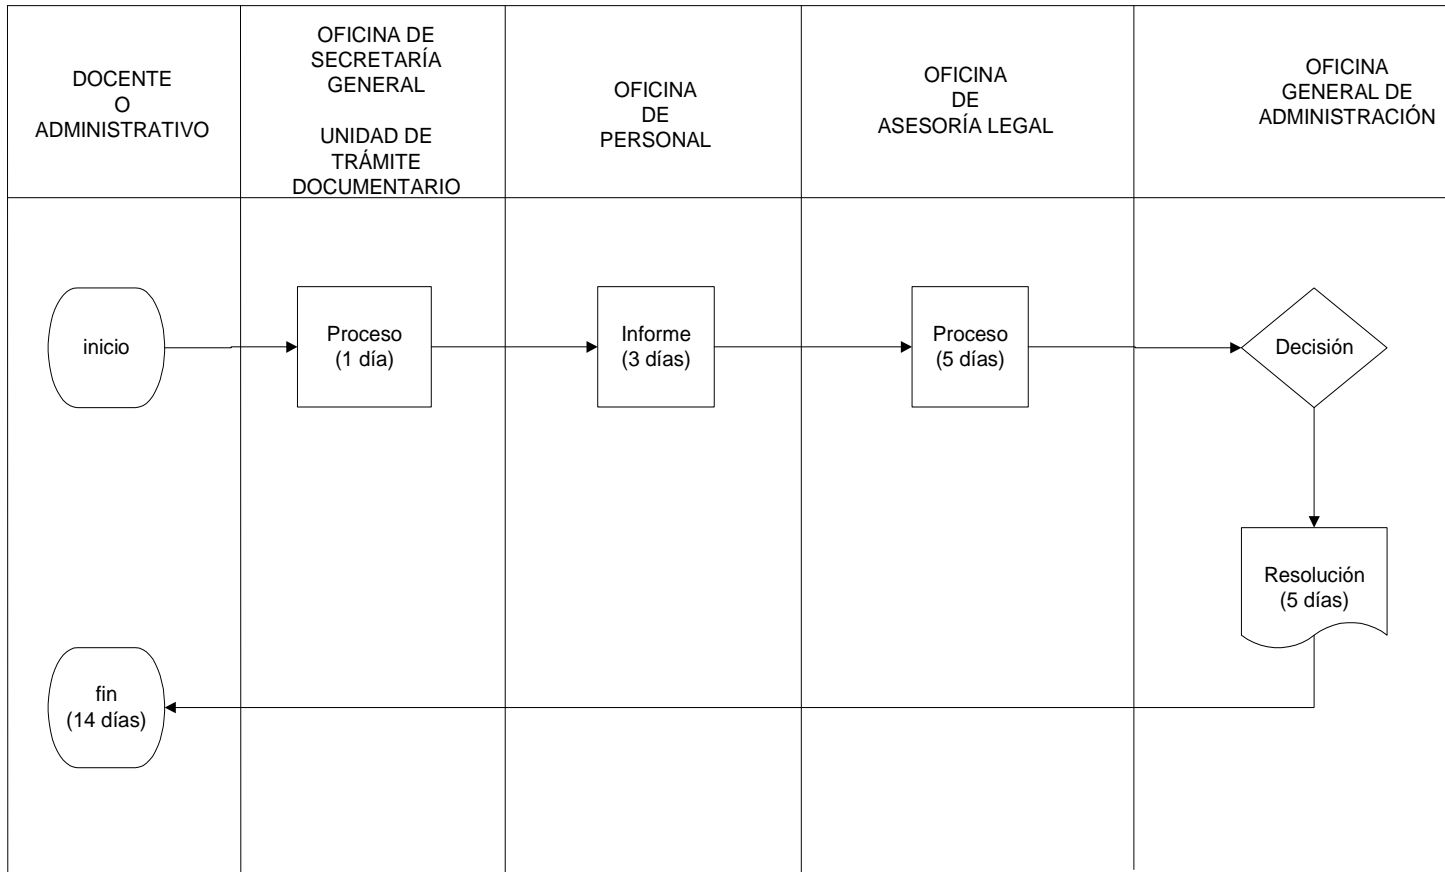 DOCENTE
O
ADMINISTRATIVO
OFICINA DE
SECRETARÍA
GENERAL
UNIDAD DE
TRÁMITE
DOCUMENTARIO
OFICINA
DE
PERSONAL
OFICINA
DE
ASESORÍA LEGAL
OFICINA
GENERAL DE
ADMINISTRACIÓN
inicio
Proceso
(1 día)
Informe
(3 días)
Proceso
(5 días)
Decisión
Resolución
(5 días)
fin
(14 días)